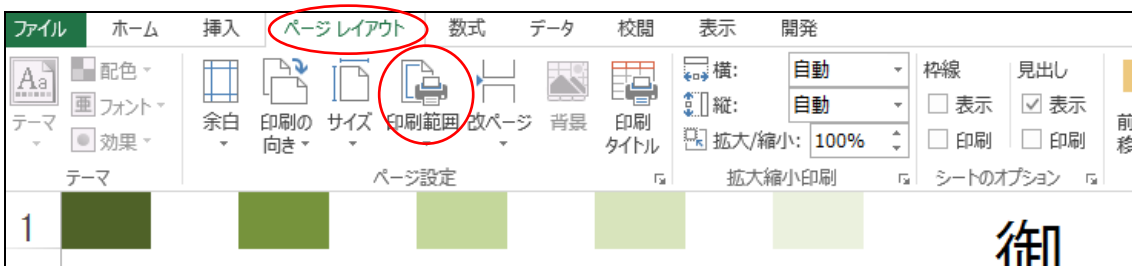 ファイル ホーム 挿入 ページ レイアウト 数式 データ 校閲 表示 開発
Aa 配色 横: 自動 枠線 見出し
亜 フォント 縦: 自動 表示 表示
テーマ 余白 印刷の サイズ 印刷範囲 改ページ 背景 印刷 前
効果 向き タイトル 拡大/縮小: 100% 印刷 印刷 移
テーマ ページ設定 拡大縮小印刷 シートのオプション
1 御